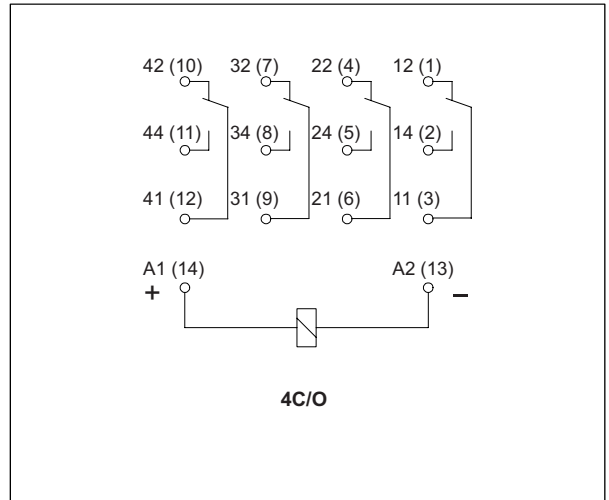 42 (10) 32 (7) 22 (4) 12 (1)
44 (11) 34 (8) 24 (5) 14 (2)
41 (12) 31 (9) 21 (6) 11 (3)
A1 (14) A2 (13)
+ –
4C/O